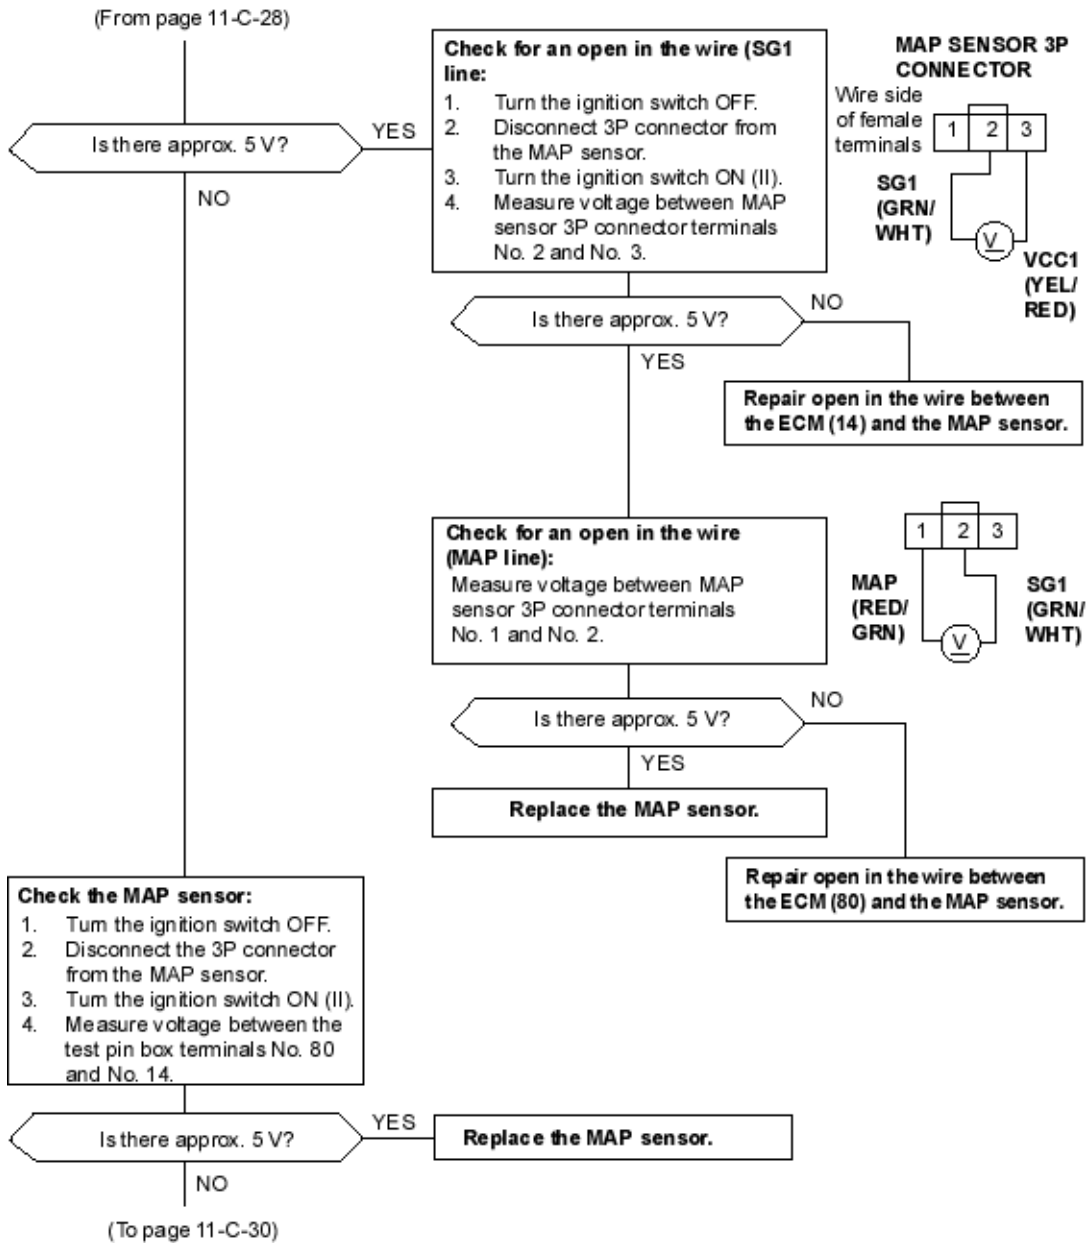 (From page 11-C-28)
Is there approx. 5 V?
YES
NO
Check for an open in the wire (SG1
line:
1. Turn the ignition switch OFF.
2. Disconnect 3P connector from
the MAP sensor.
3. Turn the ignition switch ON (II).
4. Measure voltage between MAP
sensor 3P connector terminals
No. 2 and No. 3.
MAP SENSOR 3P
CONNECTOR
Wire side
of female
terminals
1 2 3
SG1
(GRN/
WHT)
V
VCC1
(YEL/
RED)
Is there approx. 5 V?
NO
YES
Repair open in the wire between
the ECM (14) and the MAP sensor.
Check for an open in the wire
(MAP line):
Measure voltage between MAP
sensor 3P connector terminals
No. 1 and No. 2.
1 2 3
MAP
(RED/
GRN)
V
SG1
(GRN/
WHT)
Is there approx. 5 V?
NO
YES
Replace the MAP sensor.
Repair open in the wire between
the ECM (80) and the MAP sensor.
Check the MAP sensor:
1. Turn the ignition switch OFF.
2. Disconnect the 3P connector
from the MAP sensor.
3. Turn the ignition switch ON (II).
4. Measure voltage between the
test pin box terminals No. 80
and No. 14.
Is there approx. 5 V?
YES
Replace the MAP sensor.
NO
(To page 11-C-30)